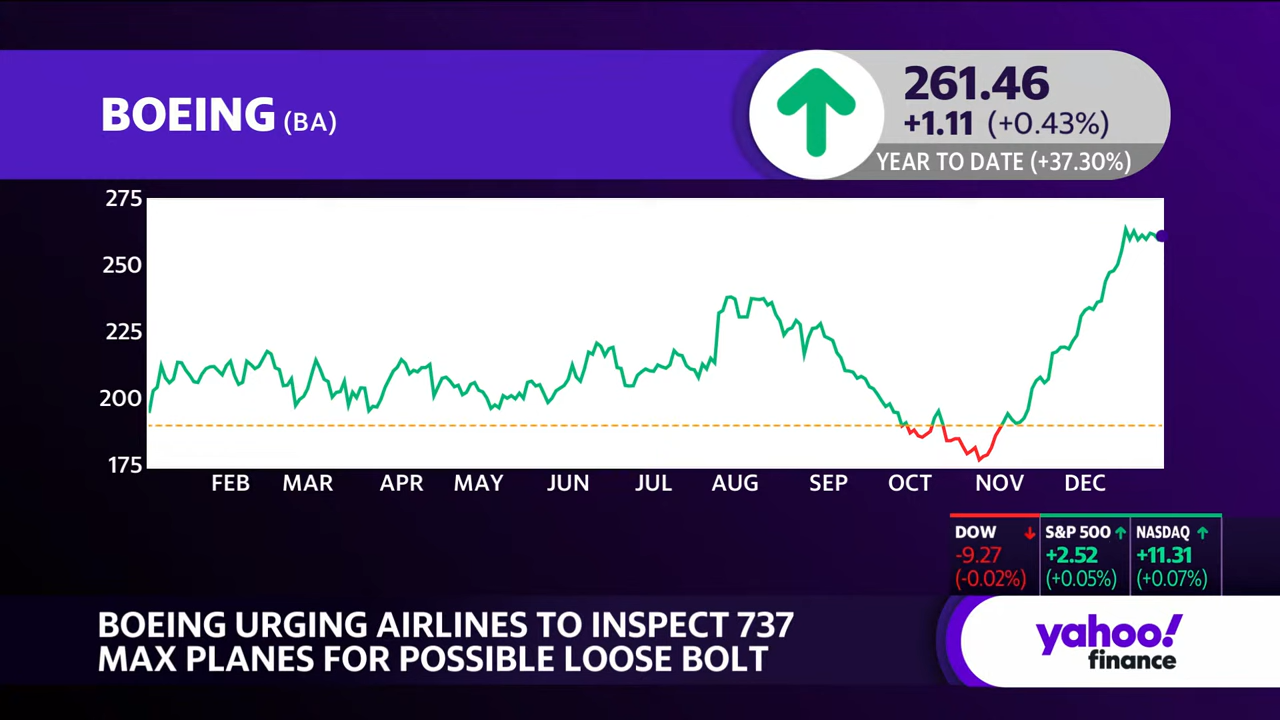 BOEING (BA)
261.46
+1.11 (+0.43%)
YEAR TO DATE (+37.30%)
275
250
225
200
175
FEB MAR APR MAY JUN JUL AUG SEP OCT NOV DEC
DOW
-9.27
(-0.02%)
S&P 500
+2.52
(+0.05%)
NASDAQ
+11.31
(+0.07%)
BOEING URGING AIRLINES TO INSPECT 737
MAX PLANES FOR POSSIBLE LOOSE BOLT
yahoo!
finance